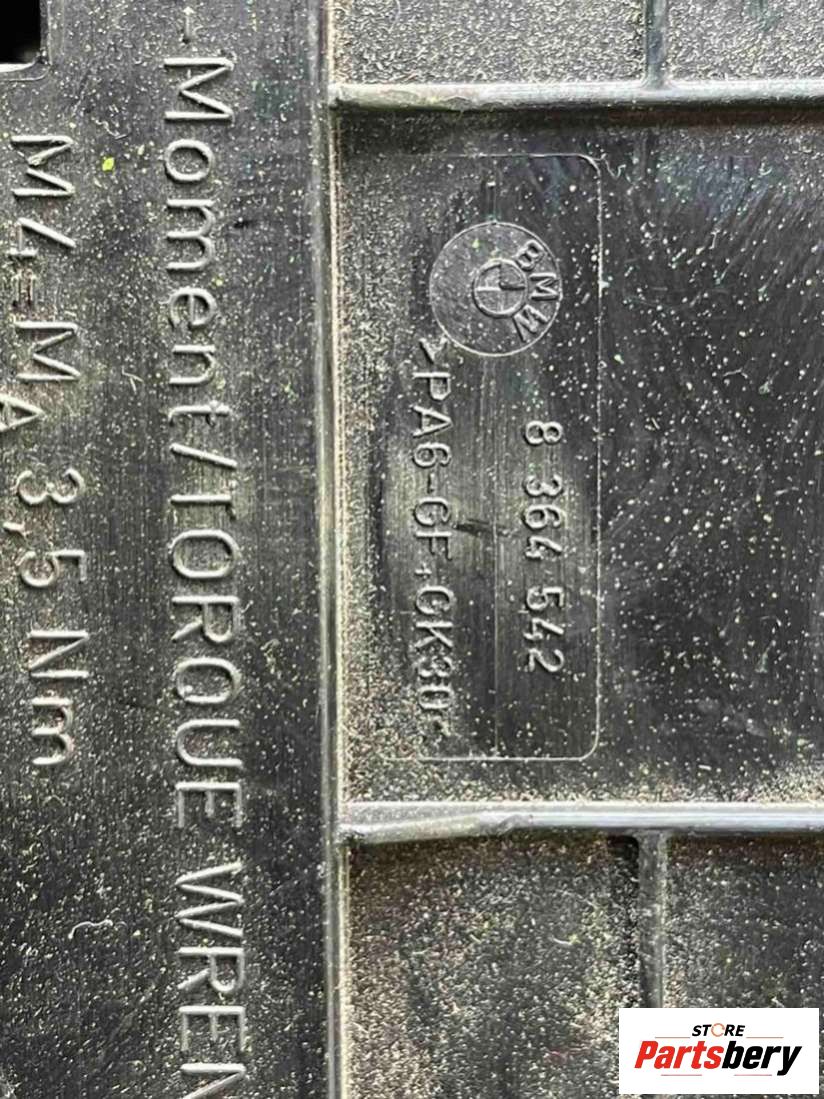 BMW
8 364 542
>PA6-GF+GK30<
-Moment/TORQUE WREN
M4=MA 3,5 Nm
STORE
Partsbery